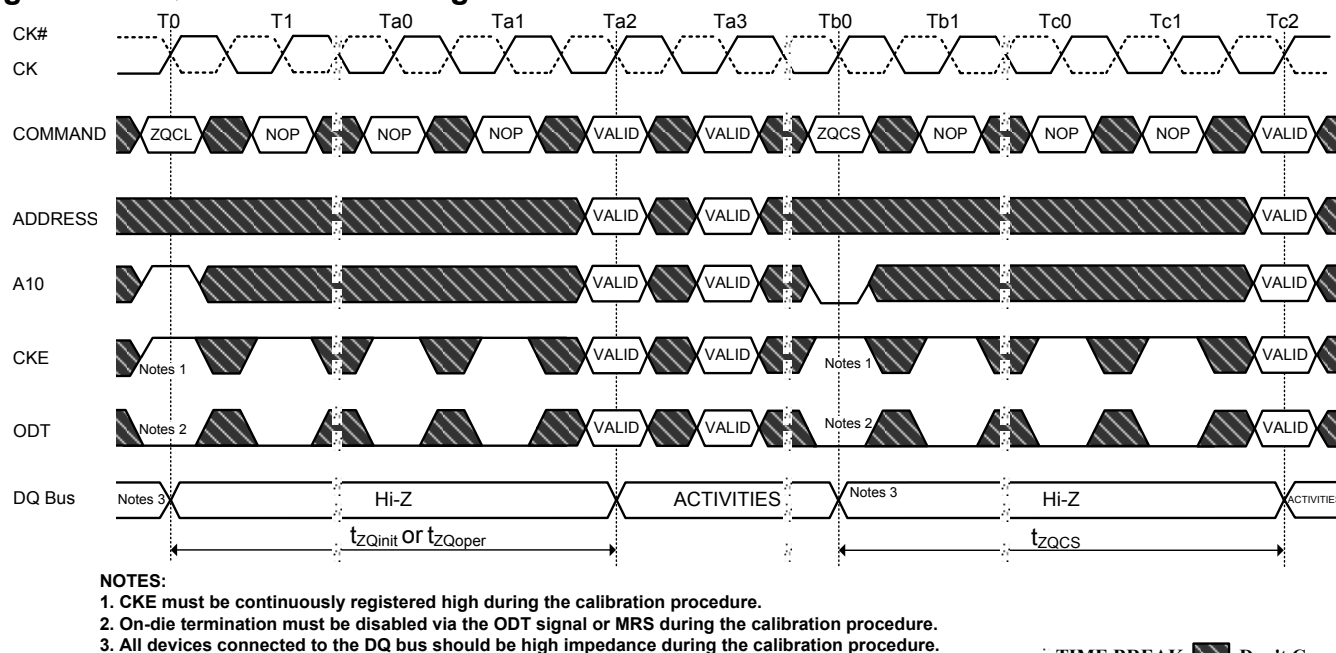 T0 T1 Ta0 Ta1 Ta2 Ta3 Tb0 Tb1 Tc0 Tc1 Tc2
CK#
CK
COMMAND ZQCL NOP NOP NOP VALID VALID ZQCS NOP NOP NOP VALID
ADDRESS VALID VALID VALID
A10 VALID VALID VALID
CKE Notes 1 VALID VALID Notes 1 VALID
ODT Notes 2 VALID VALID Notes 2 VALID
DQ Bus Notes 3 Hi-Z ACTIVITIES Notes 3 Hi-Z ACTIVITIES
tZQinit or tZQoper tZQCS
NOTES:
1. CKE must be continuously registered high during the calibration procedure.
2. On-die termination must be disabled via the ODT signal or MRS during the calibration procedure.
3. All devices connected to the DQ bus should be high impedance during the calibration procedure.
TIME BREAK Don't